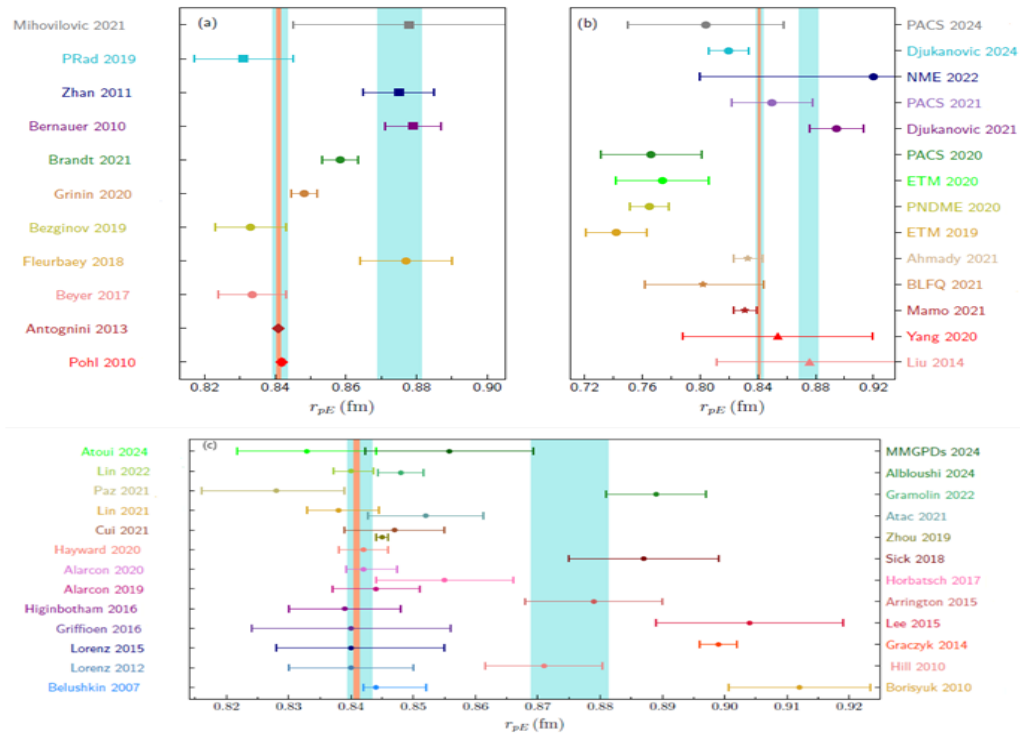 (a)
Mihovilovic 2021
PRad 2019
Zhan 2011
Bernauer 2010
Brandt 2021
Grinin 2020
Bezginov 2019
Fleurbaey 2018
Beyer 2017
Antognini 2013
Pohl 2010
0.82 0.84 0.86 0.88 0.90
r_{pE} (fm)
(b)
PACS 2024
Djukanovic 2024
NME 2022
PACS 2021
Djukanovic 2021
PACS 2020
ETM 2020
PNDME 2020
ETM 2019
Ahmady 2021
BLFQ 2021
Mamo 2021
Yang 2020
Liu 2014
0.72 0.76 0.80 0.84 0.88 0.92
r_{pE} (fm)
(c)
Atoui 2024
Lin 2022
Paz 2021
Lin 2021
Cui 2021
Hayward 2020
Alarcon 2020
Alarcon 2019
Higinbotham 2016
Griffioen 2016
Lorenz 2015
Lorenz 2012
Belushkin 2007
MMGPDs 2024
Albloushi 2024
Gramolin 2022
Atac 2021
Zhou 2019
Sick 2018
Horbatsch 2017
Arrington 2015
Lee 2015
Graczyk 2014
Hill 2010
Borisyuk 2010
0.82 0.83 0.84 0.85 0.86 0.87 0.88 0.89 0.90 0.91 0.92
r_{pE} (fm)